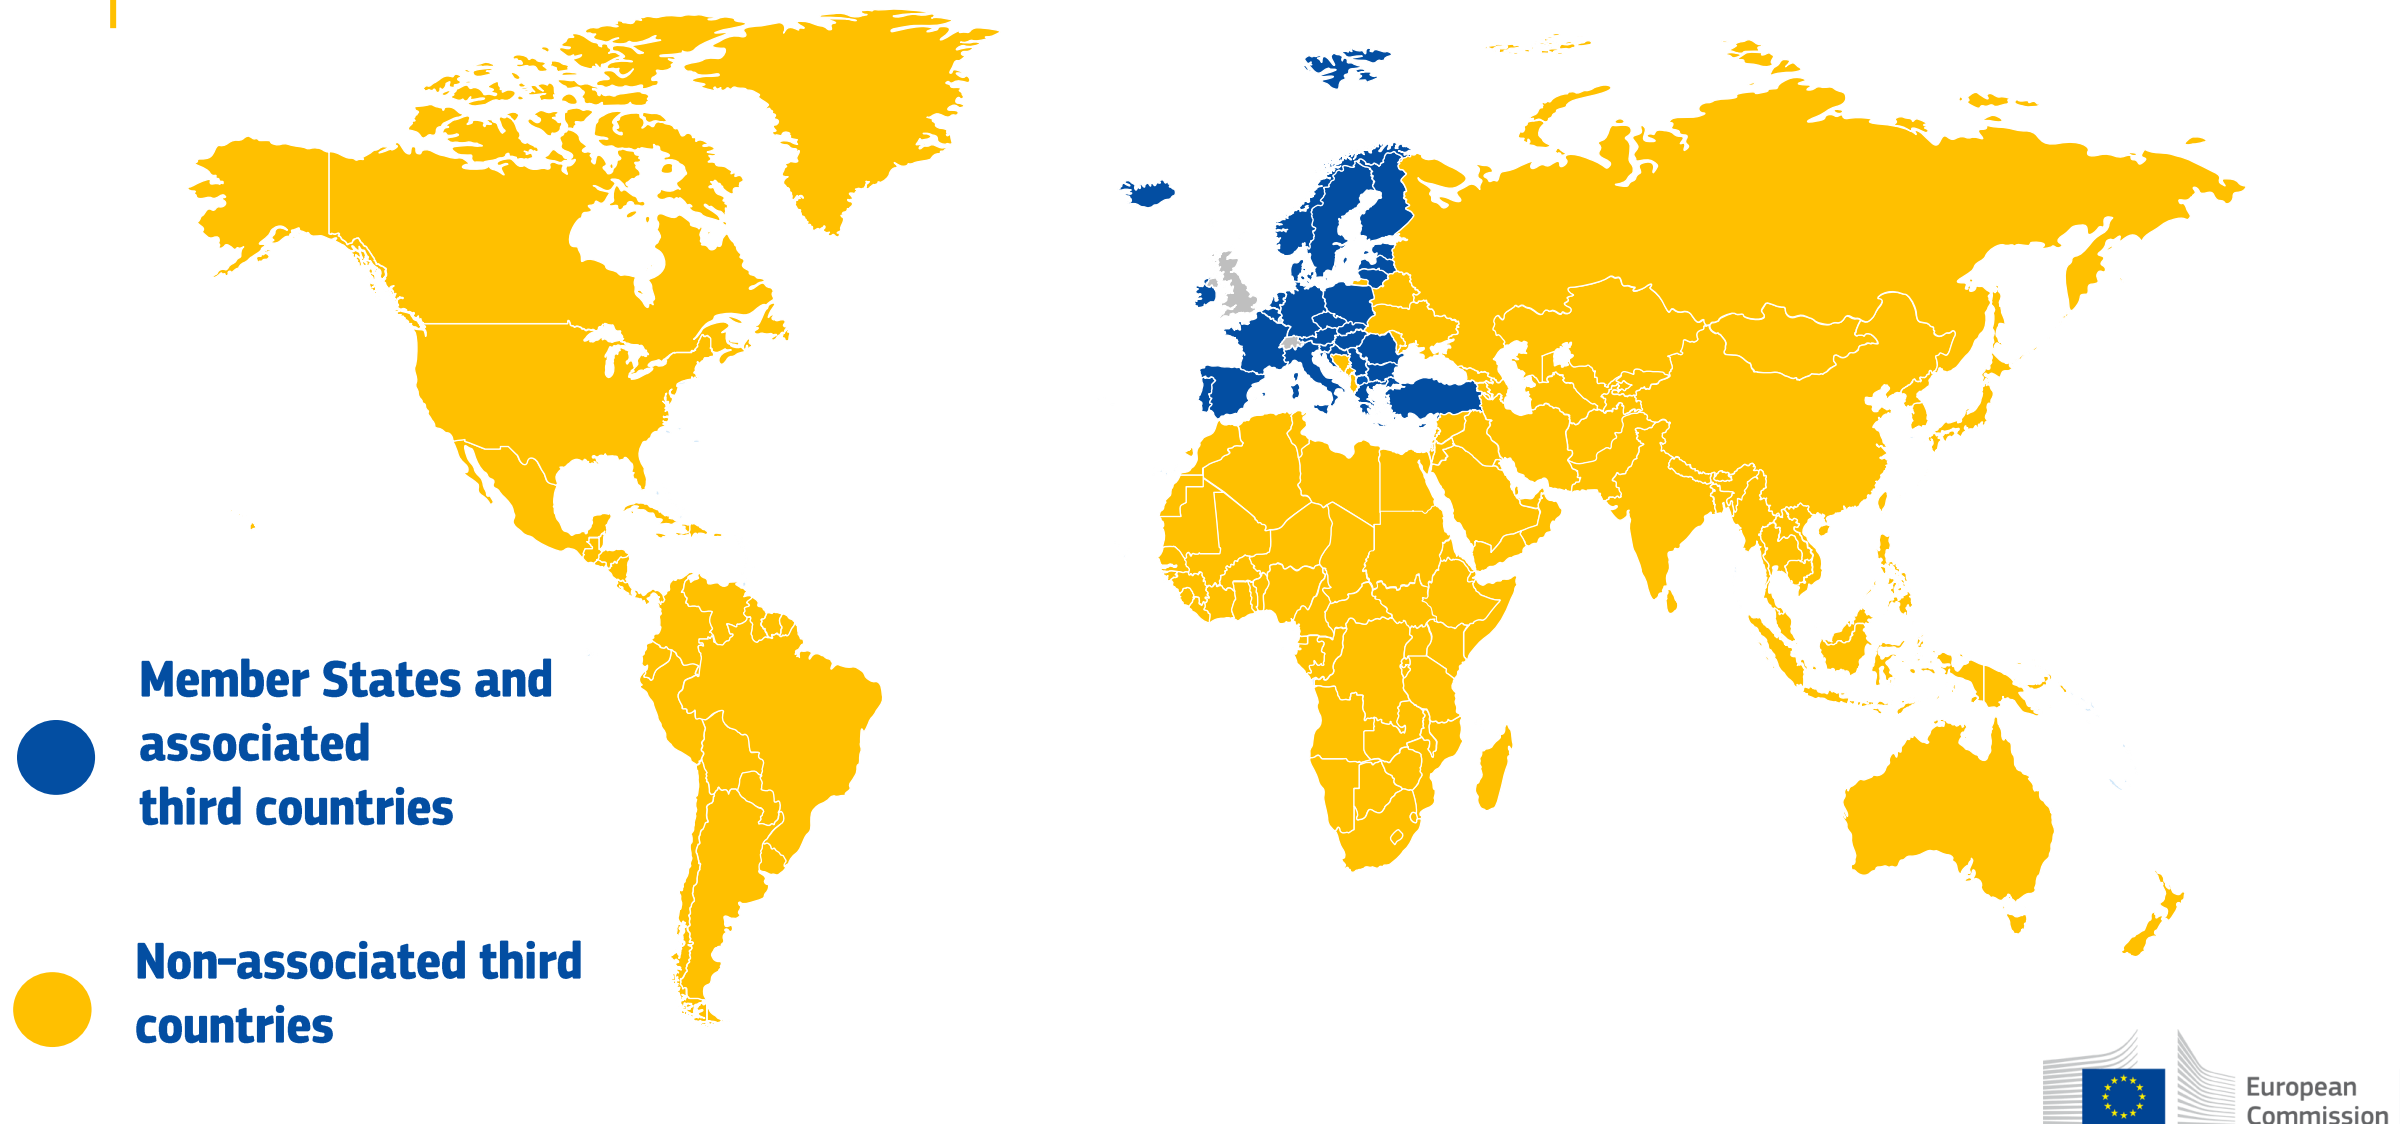 Member States and
associated
third countries
Non-associated third
countries
European
Commission